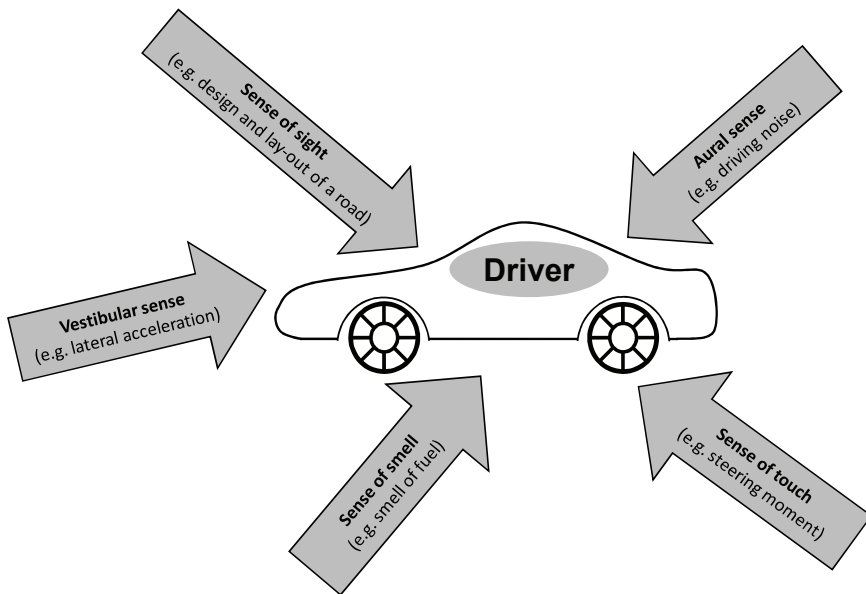 Sense of sight
(e.g. design and lay-out of a road)
Aural sense
(e.g. driving noise)
Driver
Vestibular sense
(e.g. lateral acceleration)
Sense of smell
(e.g. smell of fuel)
Sense of touch
(e.g. steering moment)